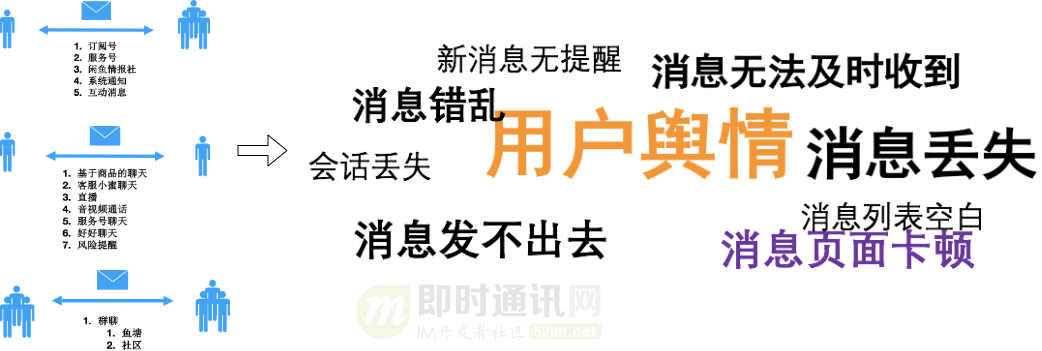 1. 订阅号
2. 服务号
3. 闲鱼情报社
4. 系统通知
5. 互动消息
1. 基于商品的聊天
2. 客服小蜜聊天
3. 直播
4. 音视频通话
5. 服务号聊天
6. 好好聊天
7. 风险提醒
1. 群聊
1. 鱼塘
2. 社区
新消息无提醒
消息无法及时收到
消息错乱
用户舆情
消息丢失
会话丢失
消息列表空白
消息发不出去
消息页面卡顿
即时通讯网
IM开发者社区 52im.net